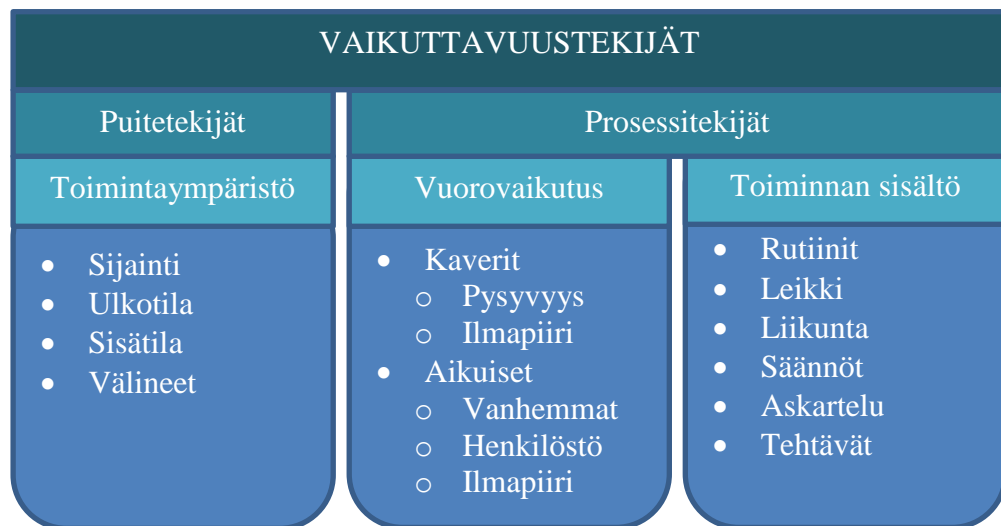 VAIKUTTAVUUSTEKIJÄT
Puitetekijät
Prosessitekijät
Toimintaympäristö
Vuorovaikutus
Toiminnan sisältö
• Sijainti
• Ulkotila
• Sisätila
• Välineet
• Kaverit
o Pysyvyys
o Ilmapiiri
• Aikuiset
o Vanhemmat
o Henkilöstö
o Ilmapiiri
• Rutiinit
• Leikki
• Liikunta
• Säännöt
• Askartelu
• Tehtävät